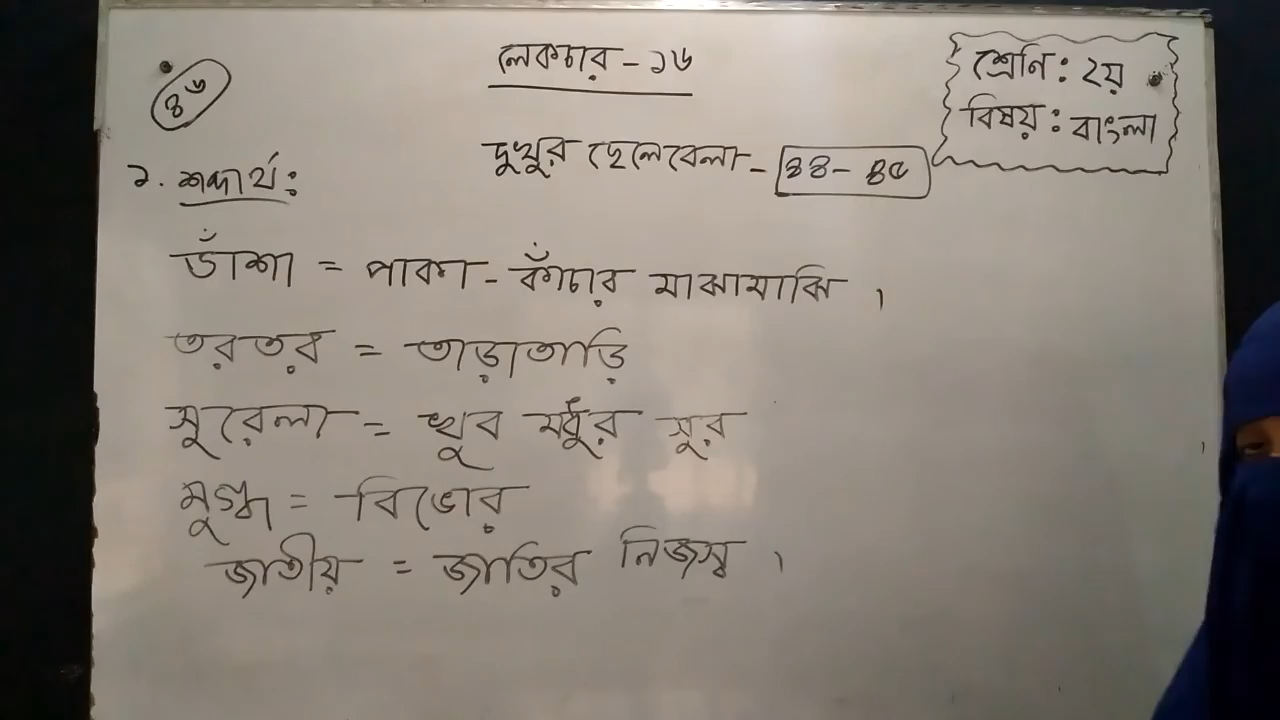 লেকচার - ১৬
শ্রেণি: ২য়
বিষয়: বাংলা
৪৬
দুখুর ছেলেবেলা - ৪৪ - ৪৫
১. শব্দার্থ:
ডাঁশা = পাকা - কাঁচার মাঝামাঝি ।
তরতর = তাড়াতাড়ি
সুরেলা = খুব মধুর সুর
মুগ্ধ = বিভোর
জাতীয় = জাতির নিজস্ব ।